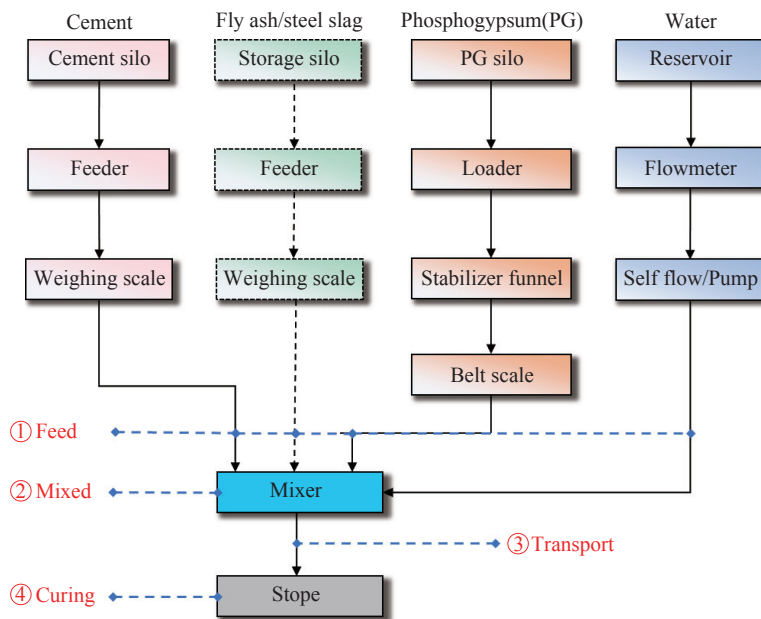 Cement
Fly ash/steel slag
Phosphogypsum(PG)
Water
Cement silo
Storage silo
PG silo
Reservoir
Feeder
Feeder
Loader
Flowmeter
Weighing scale
Weighing scale
Stabilizer funnel
Self flow/Pump
Belt scale
① Feed
② Mixed
Mixer
③ Transport
④ Curing
Stope